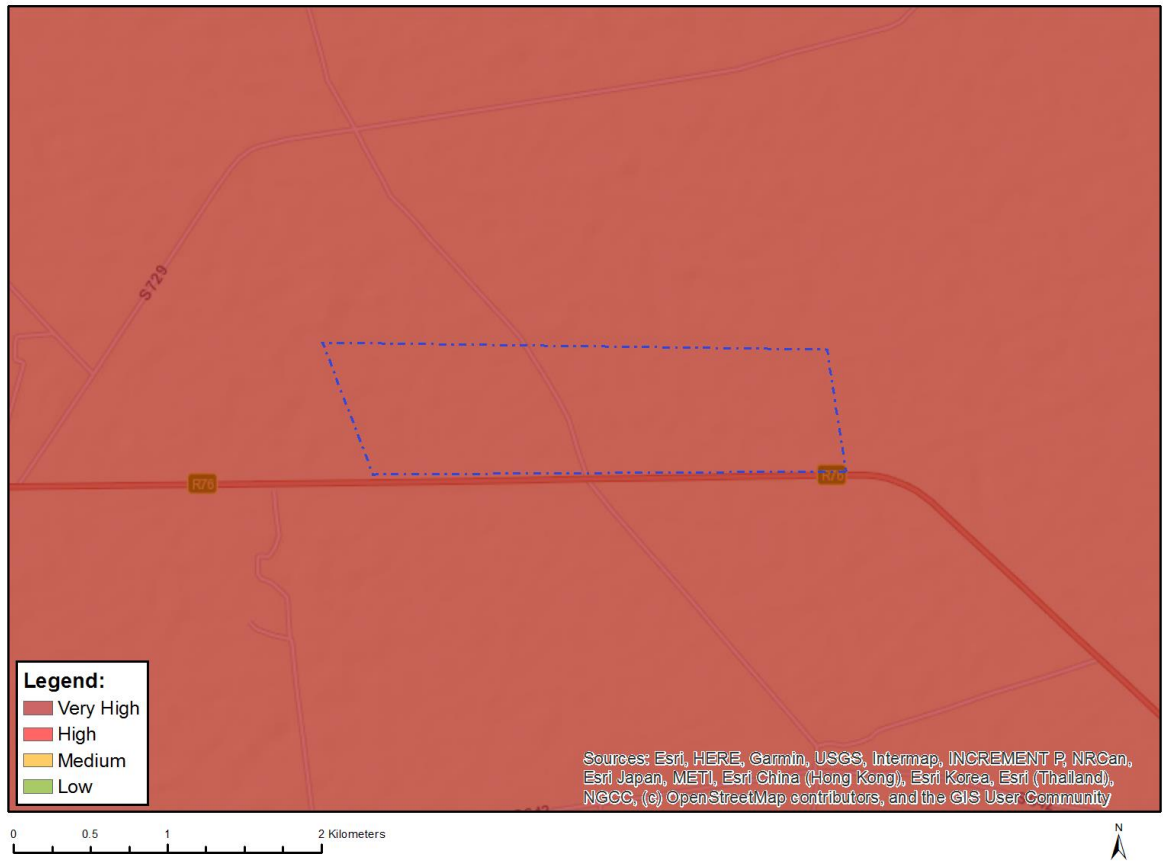 S729
R76
R76
Legend:
Very High
High
Medium
Low
Sources: Esri, HERE, Garmin, USGS, Intermap, INCREMENT P, NRCan,
Esri Japan, METI, Esri China (Hong Kong), Esri Korea, Esri (Thailand),
NGCC, (c) OpenStreetMap contributors, and the GIS User Community
0 0.5 1 2 Kilometers
N